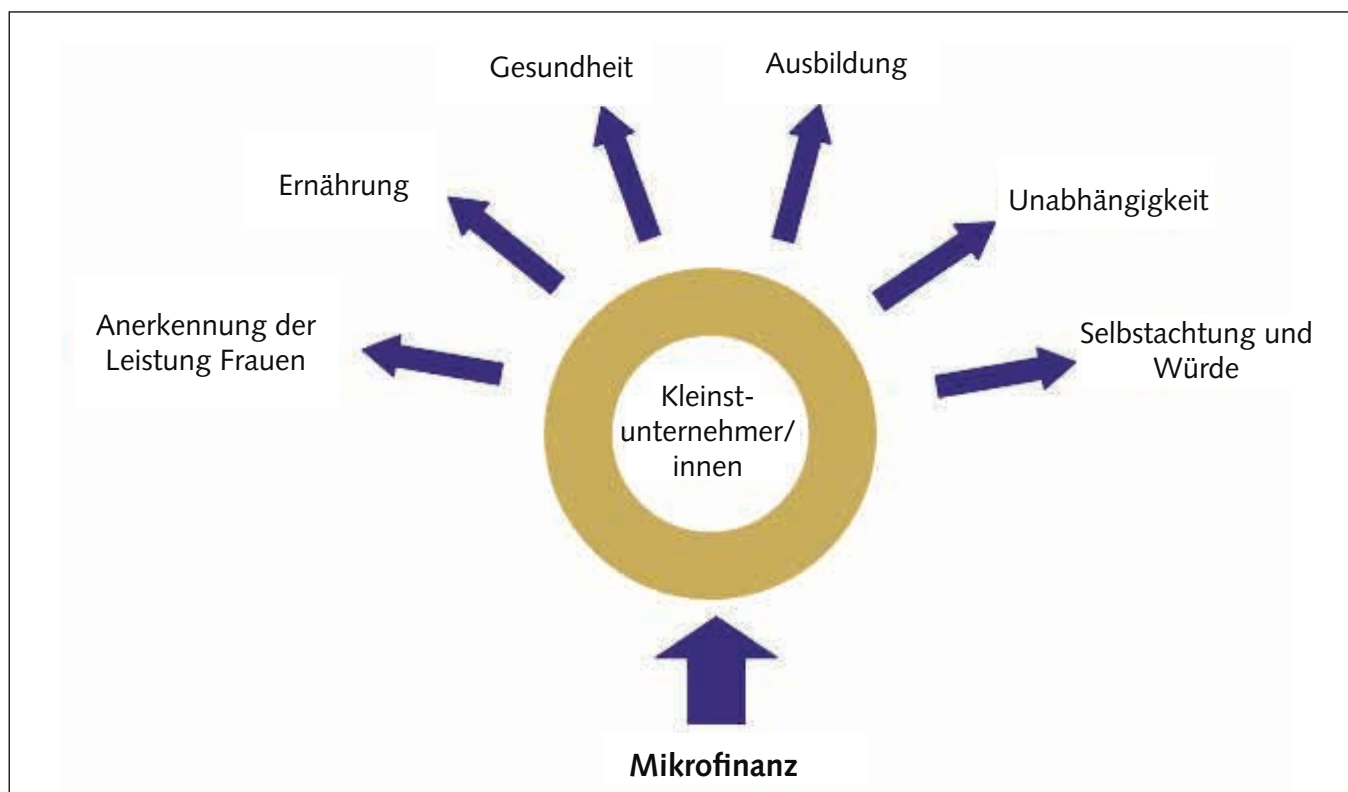 Gesundheit
Ausbildung
Ernährung
Unabhängigkeit
Anerkennung der
Leistung Frauen
Selbstachtung und
Würde
Kleinst-
unternehmer/
innen
Mikrofinanz